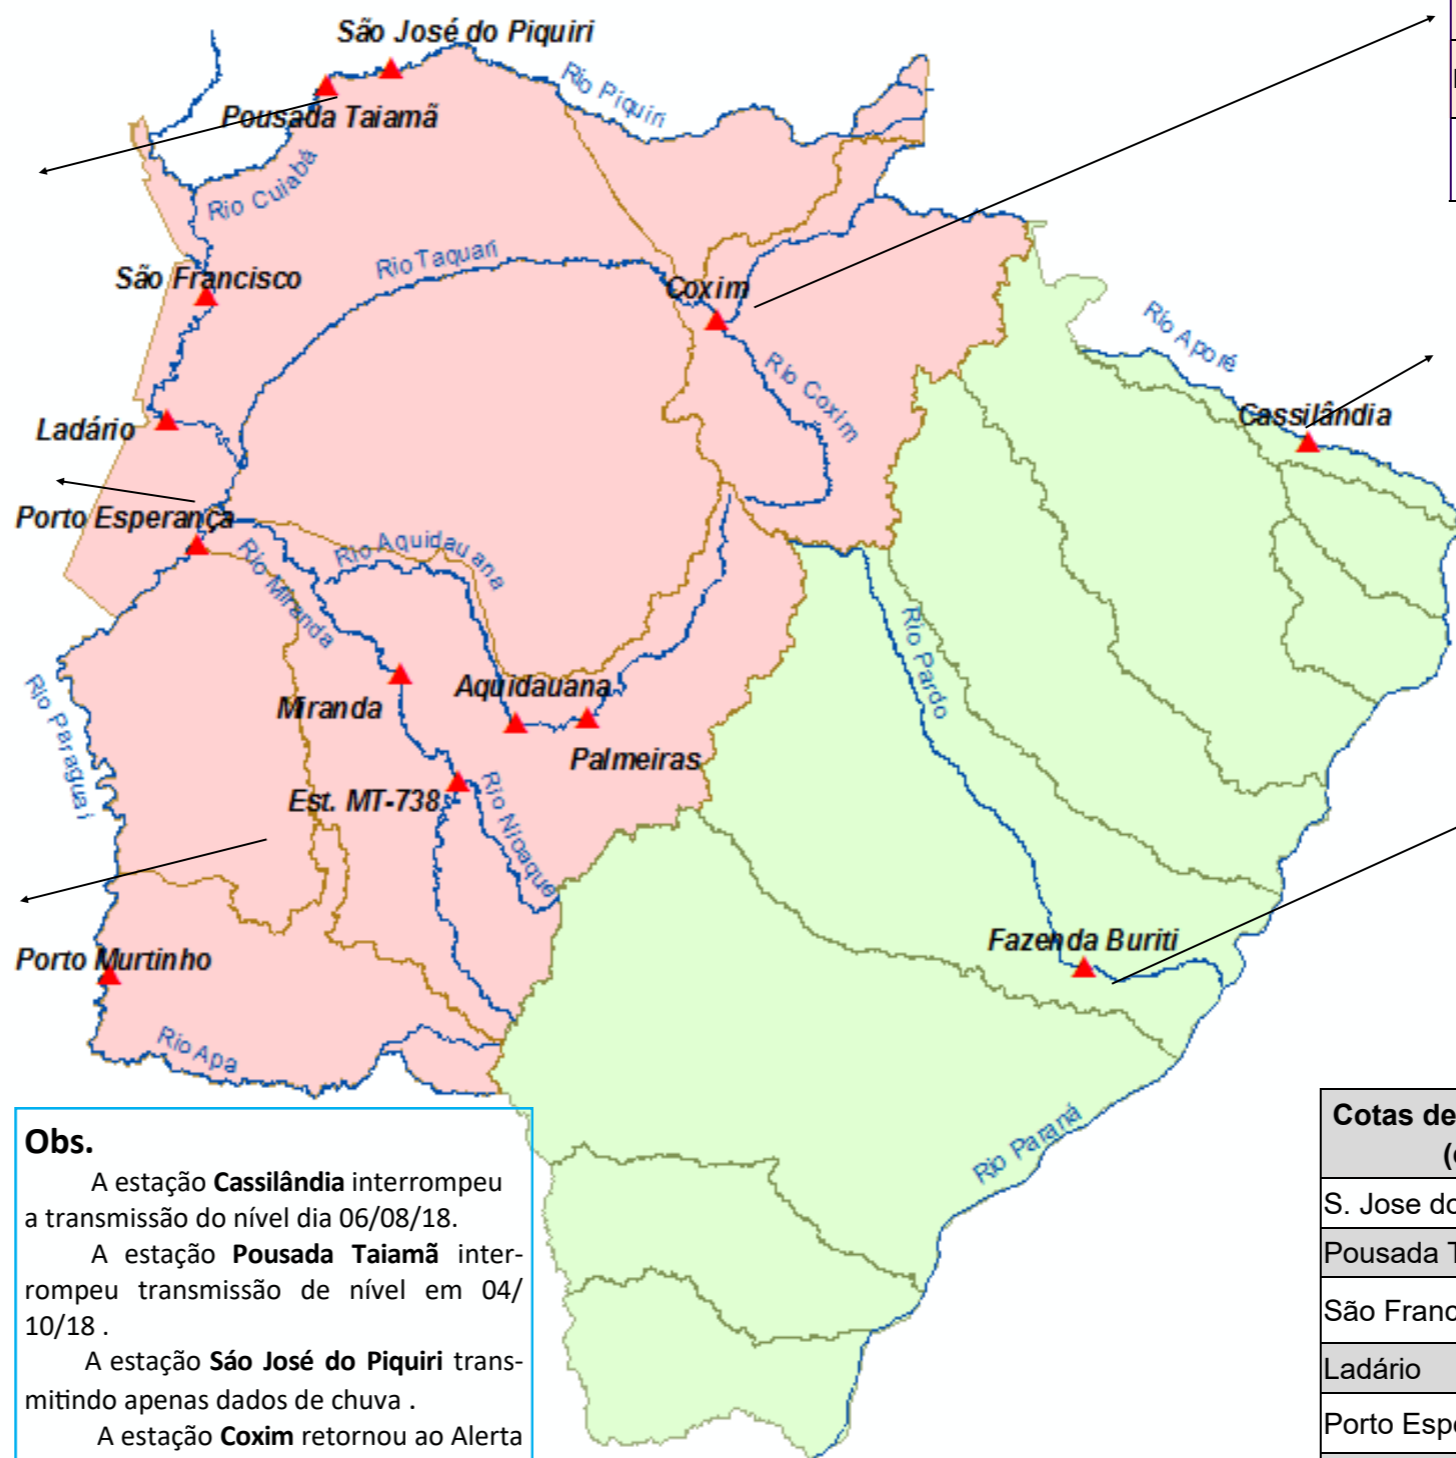 São José do Piquiri
Rio Piquiri
Pousada Taiamã
Rio Cuiabá
Rio Taquari
São Francisco
Coxim
Rio Aporé
Rio Coxim
Cassilândia
Ladário
Porto Esperança
Rio Aquidauana
Rio Miranda
Rio Pardo
Rio Paraguai
Aquidauana
Miranda
Palmeiras
Est. MT-738
Rio Nioaque
Fazenda Buriti
Porto Murtinho
Rio Apa
Rio Paraná
Obs.
A estação Cassilândia interrompeu
a transmissão do nível dia 06/08/18.
A estação Pousada Taiamã inter-
rompeu transmissão de nível em 04/
10/18 .
A estação Sáo José do Piquiri trans-
mitindo apenas dados de chuva .
A estação Coxim retornou ao Alerta
Cotas de
(
S. Jose do
Pousada
São Franc
Ladário
Porto Esp